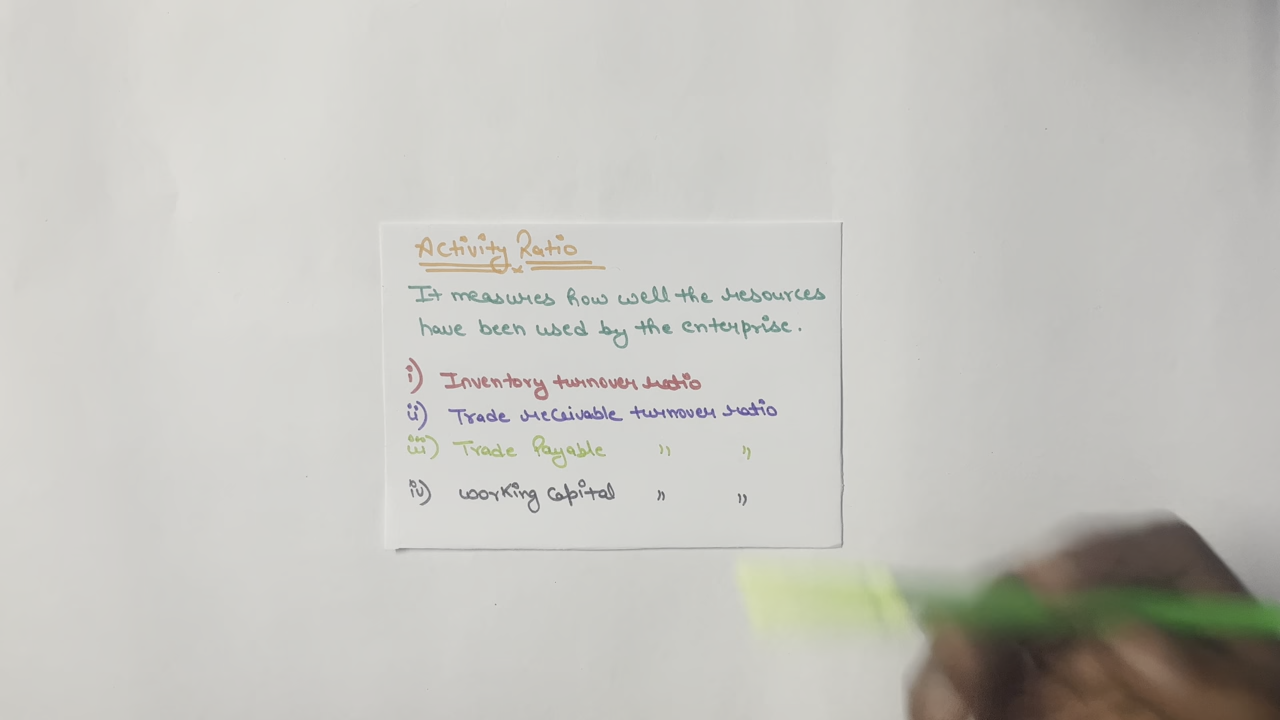 Activity Ratio
It measures how well the resources
have been used by the enterprise.
i) Inventory turnover ratio
ii) Trade receivable turnover ratio
iii) Trade Payable " "
iv) Working Capital " "